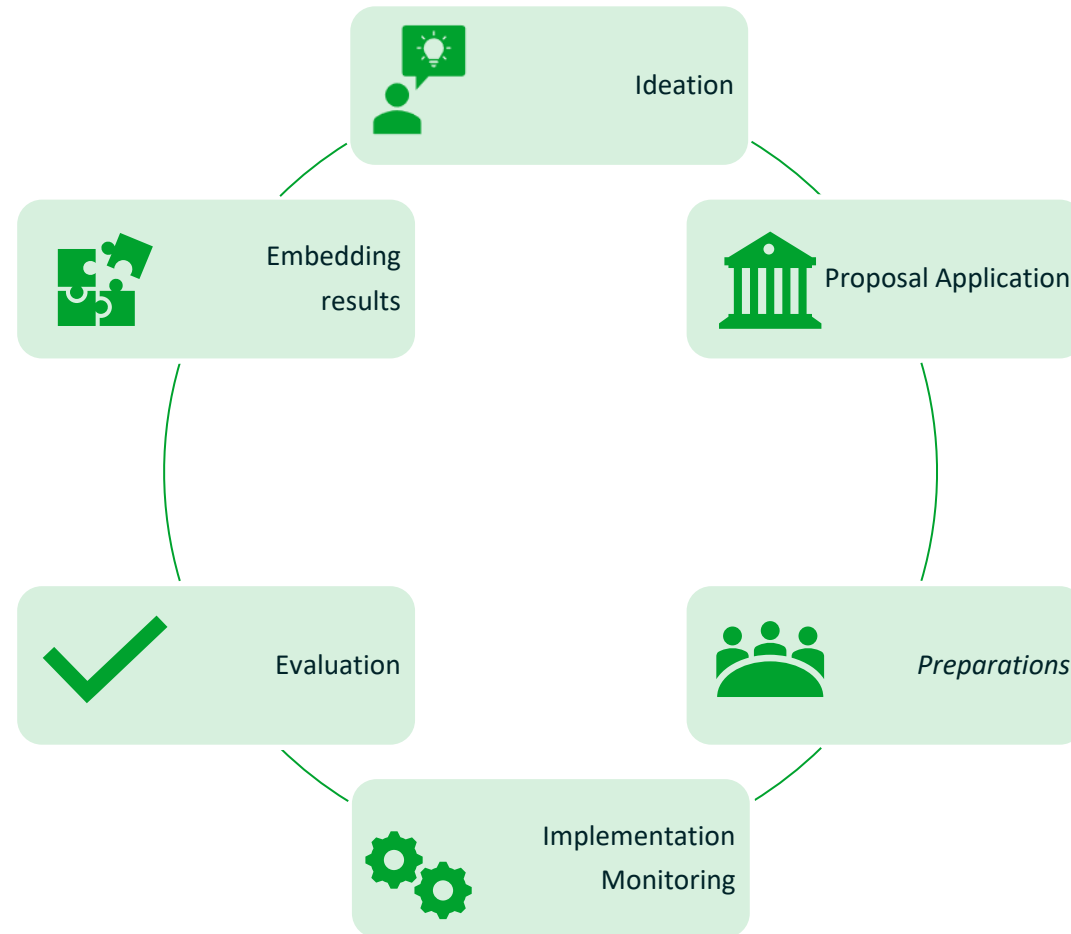 Ideation
Proposal Application
Preparations
Implementation
Monitoring
Evaluation
Embedding
results